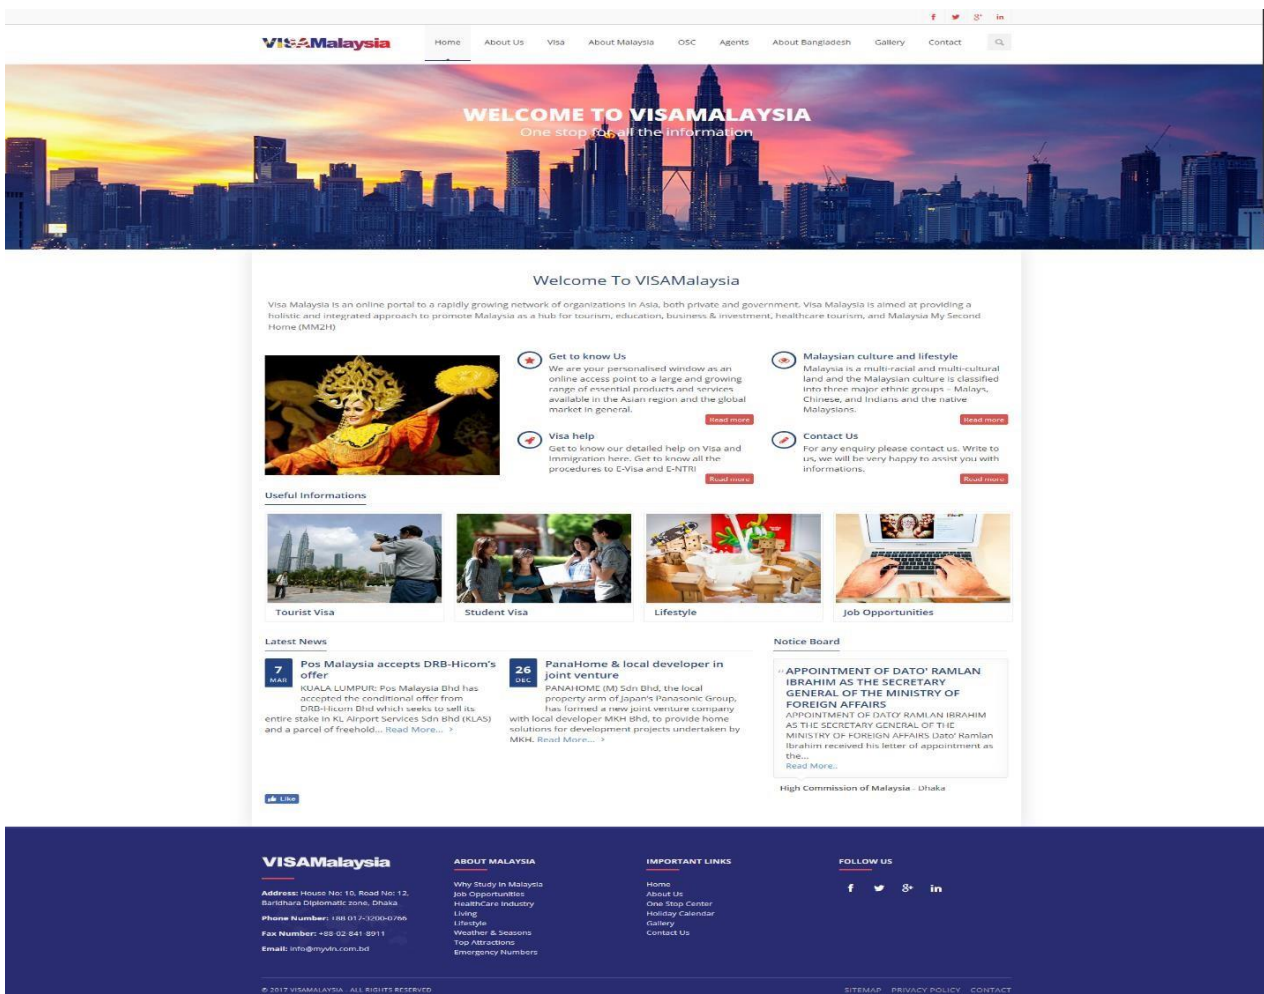 VISAMalaysia
Home About Us Visa About Malaysia OSC Agents About Bangladesh Gallery Contact
WELCOME TO VISAMALAYSIA
One stop for all the information
Welcome To VISAMalaysia
Visa Malaysia is an online portal to a rapidly growing network of organizations in Asia, both private and government. Visa Malaysia is aimed at providing a
holistic and integrated approach to promote Malaysia as a hub for tourism, education, business & investment, healthcare tourism, and Malaysia My Second
Home (MM2H)
Get to know Us
We are your personalised window as an
online access point to a large and growing
range of essential products and services
available in the Asian region and the global
market in general.
Read more
Malaysian culture and lifestyle
Malaysia is a multi-racial and multi-cultural
land and the Malaysian culture is classified
into three major ethnic groups – Malays,
Chinese, and Indians and the native
Malaysians.
Read more
Visa help
Get to know our detailed help on Visa and
Immigration here. Get to know all the
procedures to E-Visa and E-NTRI
Read more
Contact Us
For any enquiry please contact us. Write to
us, we will be very happy to assist you with
informations.
Read more
Useful Informations
Tourist Visa
Student Visa
Lifestyle
Job Opportunities
Latest News
7
MAR
Pos Malaysia accepts DRB-Hicom's
offer
KUALA LUMPUR: Pos Malaysia Bhd has
accepted the conditional offer from
DRB-Hicom Bhd which seeks to sell its
entire stake in KL Airport Services Sdn Bhd (KLAS)
and a parcel of freehold... Read More...
26
DEC
PanaHome & local developer in
joint venture
PANAHOME (M) Sdn Bhd, the local
property arm of Japan's Panasonic Group,
has formed a new joint venture company
with local developer MKH Bhd, to provide home
solutions for development projects undertaken by
MKH. Read More...
Notice Board
APPOINTMENT OF DATO' RAMLAN
IBRAHIM AS THE SECRETARY
GENERAL OF THE MINISTRY OF
FOREIGN AFFAIRS
APPOINTMENT OF DATO' RAMLAN IBRAHIM
AS THE SECRETARY GENERAL OF THE
MINISTRY OF FOREIGN AFFAIRS Dato' Ramlan
Ibrahim received his letter of appointment as
the...
Read More..
High Commission of Malaysia - Dhaka
Like
VISAMalaysia
Address: House No: 10, Road No: 12,
Baridhara Diplomatic zone, Dhaka
Phone Number: +88 017-3200-0766
Fax Number: +88-02-841-8911
Email: info@myvin.com.bd
ABOUT MALAYSIA
Why Study In Malaysia
Job Opportunities
HealthCare Industry
Living
Lifestyle
Weather & Seasons
Top Attractions
Emergency Numbers
IMPORTANT LINKS
Home
About Us
One Stop Center
Holiday Calendar
Gallery
Contact Us
FOLLOW US
© 2017 VISAMALAYSIA . ALL RIGHTS RESERVED
SITEMAP PRIVACY POLICY CONTACT